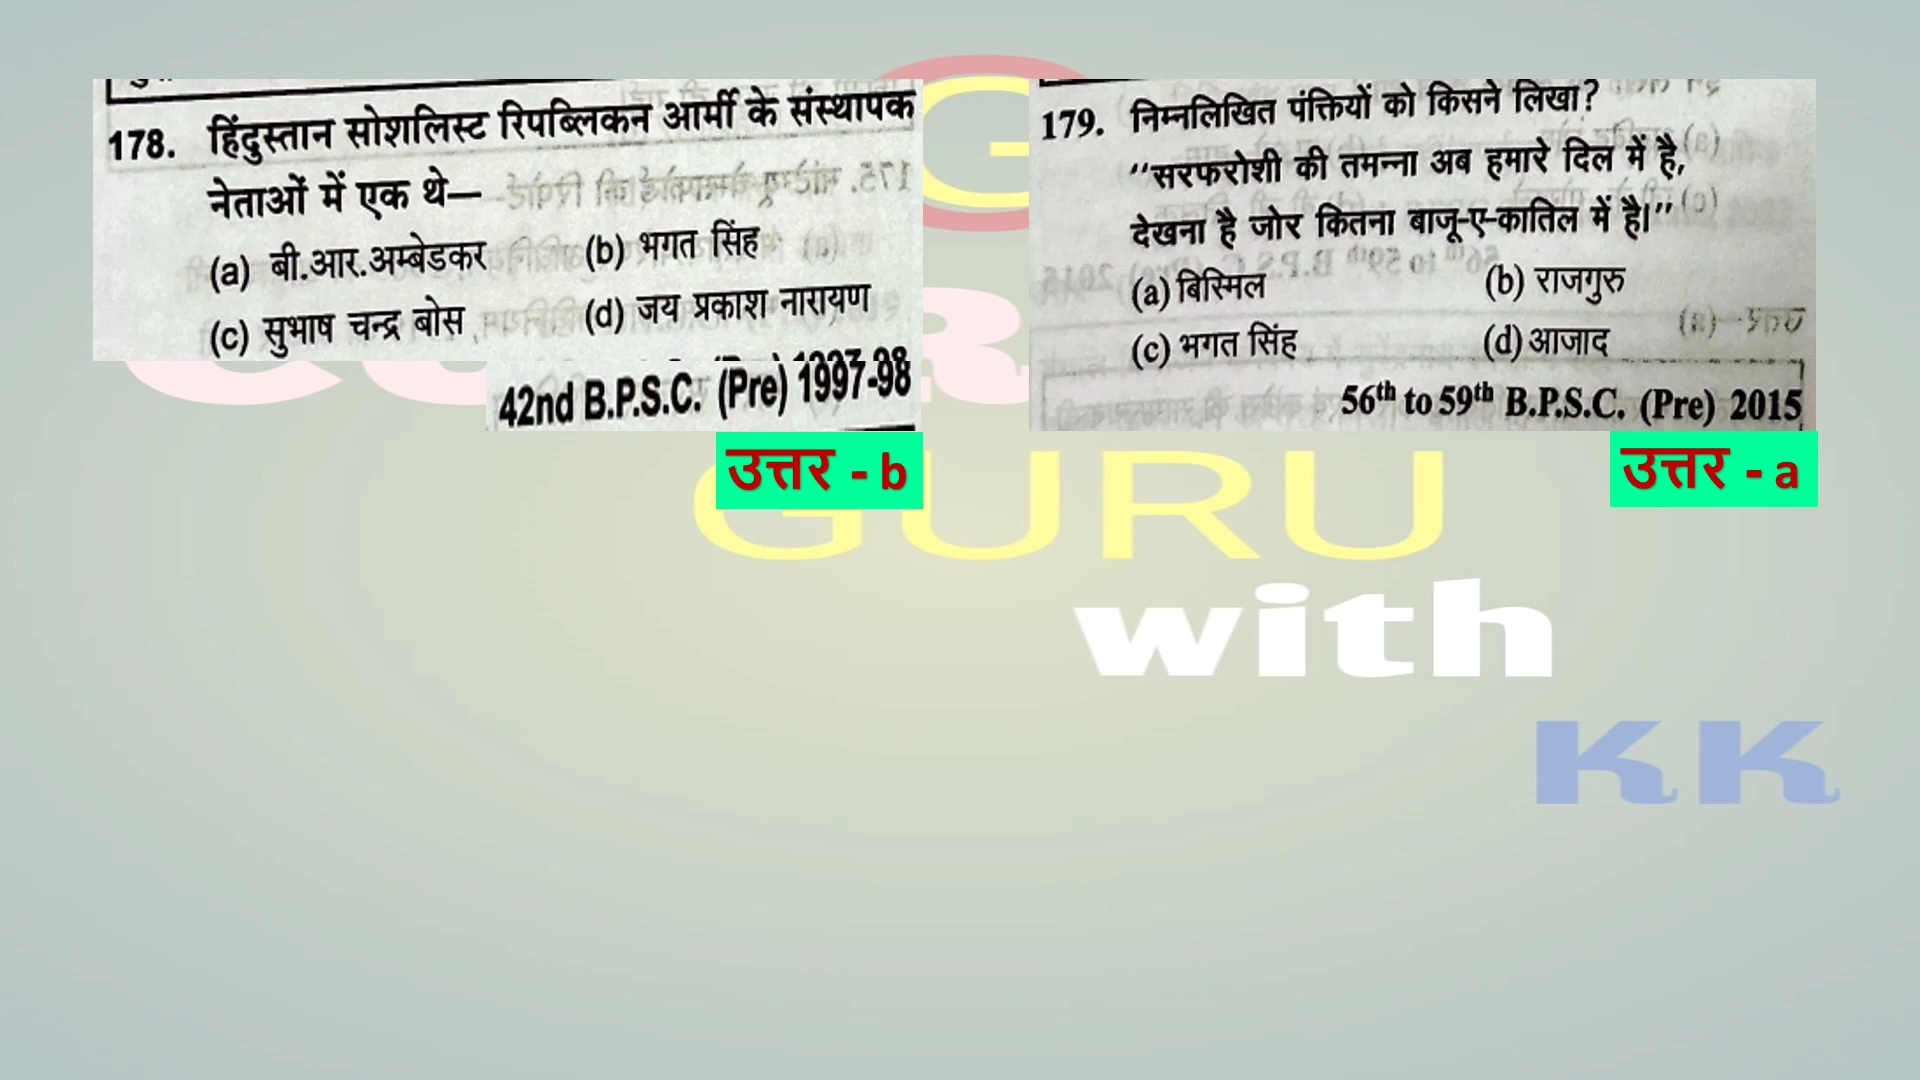 178. हिंदुस्तान सोशलिस्ट रिपब्लिकन आर्मी के संस्थापक
नेताओं में एक थे—
(a) बी.आर.अम्बेडकर (b) भगत सिंह
(c) सुभाष चन्द्र बोस (d) जय प्रकाश नारायण
42nd B.P.S.C. (Pre) 1997-98
उत्तर - b
179. निम्नलिखित पंक्तियों को किसने लिखा?
‘‘सरफरोशी की तमन्ना अब हमारे दिल में है,
देखना है जोर कितना बाजू-ए-कातिल में है।’’
(a) बिस्मिल (b) राजगुरु
(c) भगत सिंह (d) आजाद
56th to 59th B.P.S.C. (Pre) 2015
उत्तर - a
G
GURU
with
KK